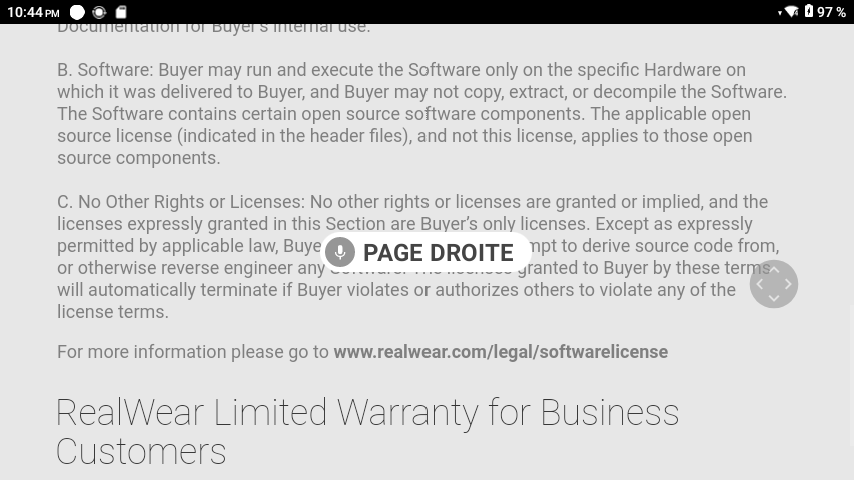 10:44 PM
97 %
Documentation for Buyer's internal use.
B. Software: Buyer may run and execute the Software only on the specific Hardware on
which it was delivered to Buyer, and Buyer may not copy, extract, or decompile the Software.
The Software contains certain open source software components. The applicable open
source license (indicated in the header files), and not this license, applies to those open
source components.
C. No Other Rights or Licenses: No other rights or licenses are granted or implied, and the
licenses expressly granted in this Section are Buyer's only licenses. Except as expressly
permitted by applicable law, Buye
PAGE DROITE
mpt to derive source code from,
or otherwise reverse engineer any Software. The licenses granted to Buyer by these terms
will automatically terminate if Buyer violates or authorizes others to violate any of the
license terms.
For more information please go to www.realwear.com/legal/softwarelicense
RealWear Limited Warranty for Business
Customers